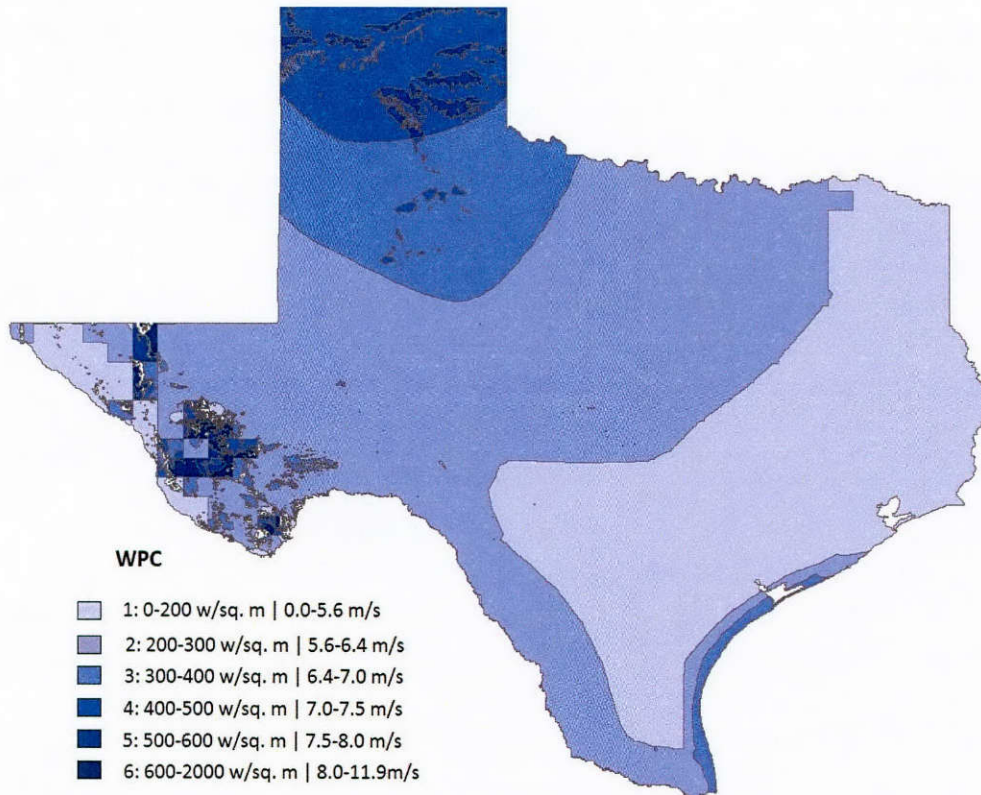 WPC
1: 0-200 w/sq. m | 0.0-5.6 m/s
2: 200-300 w/sq. m | 5.6-6.4 m/s
3: 300-400 w/sq. m | 6.4-7.0 m/s
4: 400-500 w/sq. m | 7.0-7.5 m/s
5: 500-600 w/sq. m | 7.5-8.0 m/s
6: 600-2000 w/sq. m | 8.0-11.9m/s